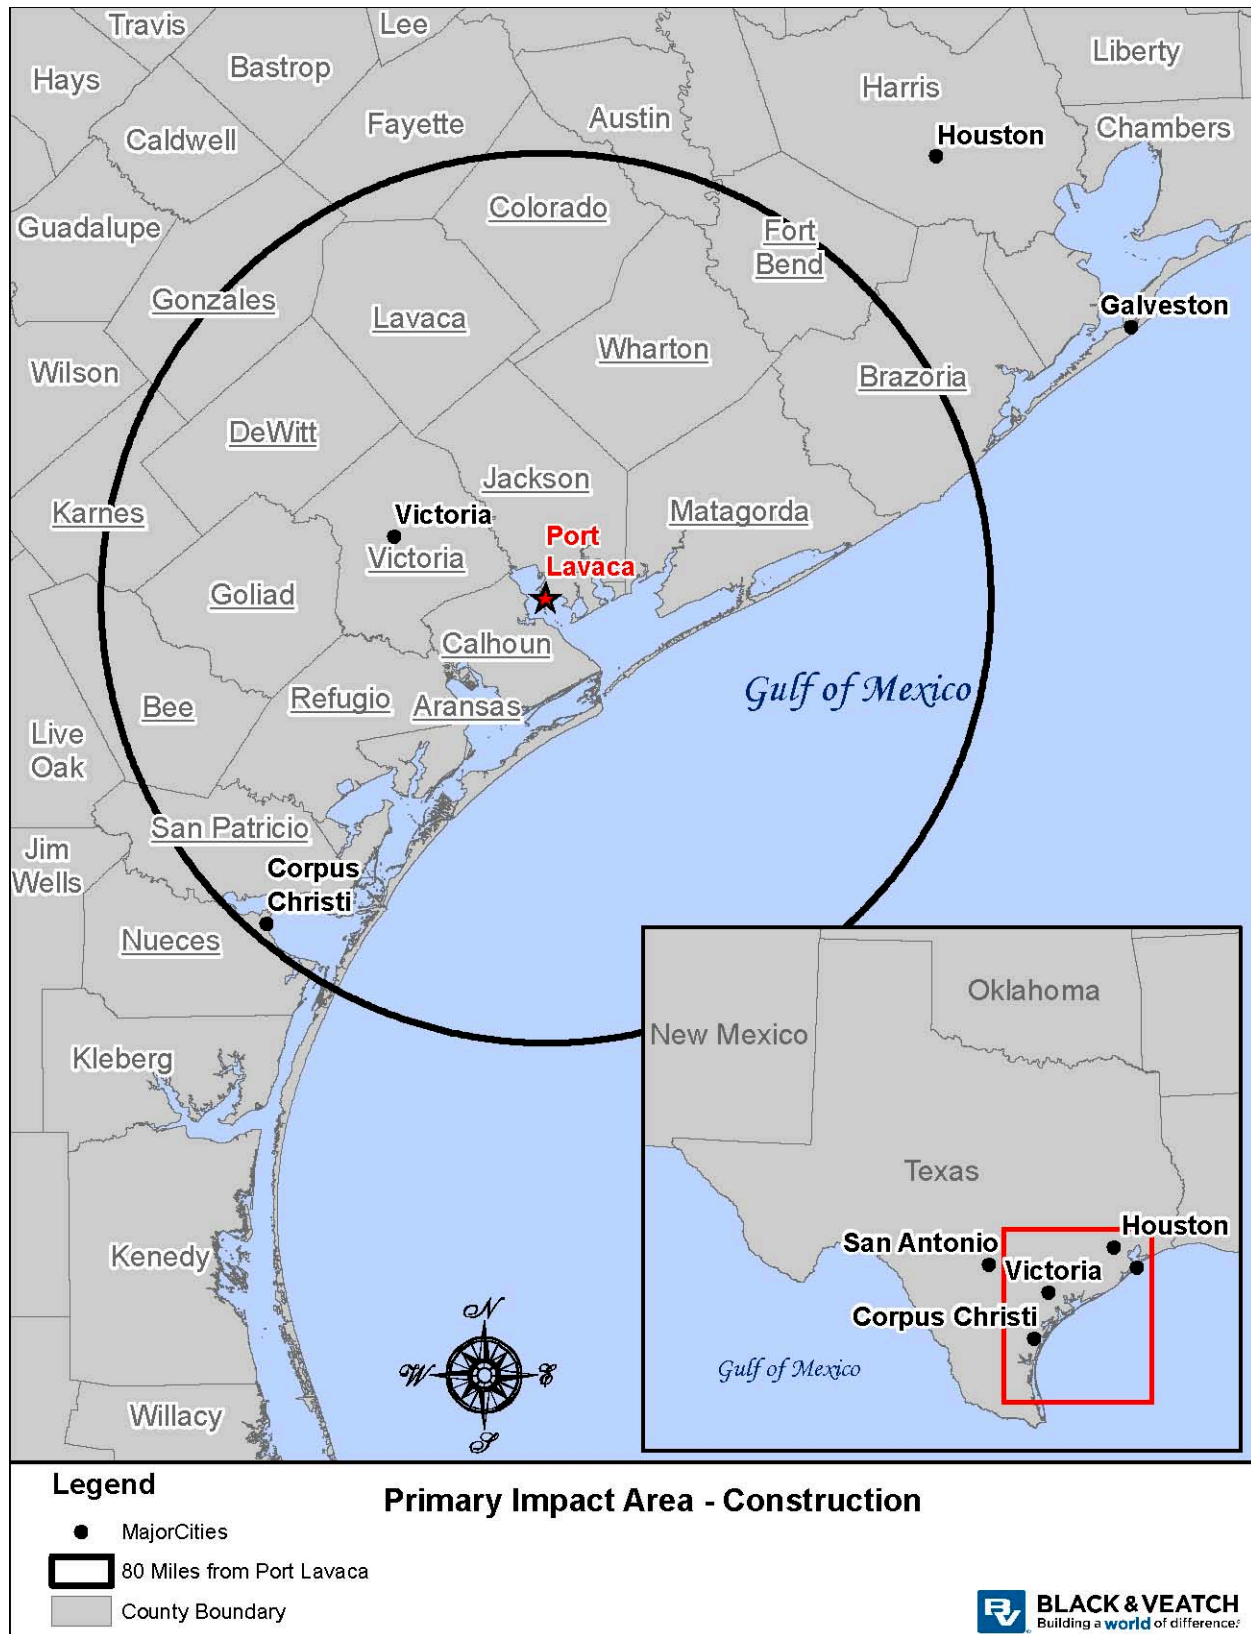 Travis
Lee
Hays
Bastrop
Liberty
Harris
Caldwell
Fayette
Austin
Chambers
Houston
Guadalupe
Colorado
Fort
Bend
Gonzales
Lavaca
Galveston
Wilson
Wharton
Brazoria
DeWitt
Karnes
Jackson
Matagorda
Victoria
Port
Lavaca
Victoria
Goliad
Calhoun
Bee
Refugio
Aransas
Gulf of Mexico
Live
Oak
San Patricio
Jim
Wells
Corpus
Christi
Nueces
Kleberg
Kenedy
Willacy
N
W
E
S
Oklahoma
New Mexico
Texas
Houston
San Antonio
Victoria
Corpus Christi
Gulf of Mexico
Legend
Primary Impact Area - Construction
MajorCities
80 Miles from Port Lavaca
County Boundary
BV
BLACK & VEATCH
Building a world of difference.